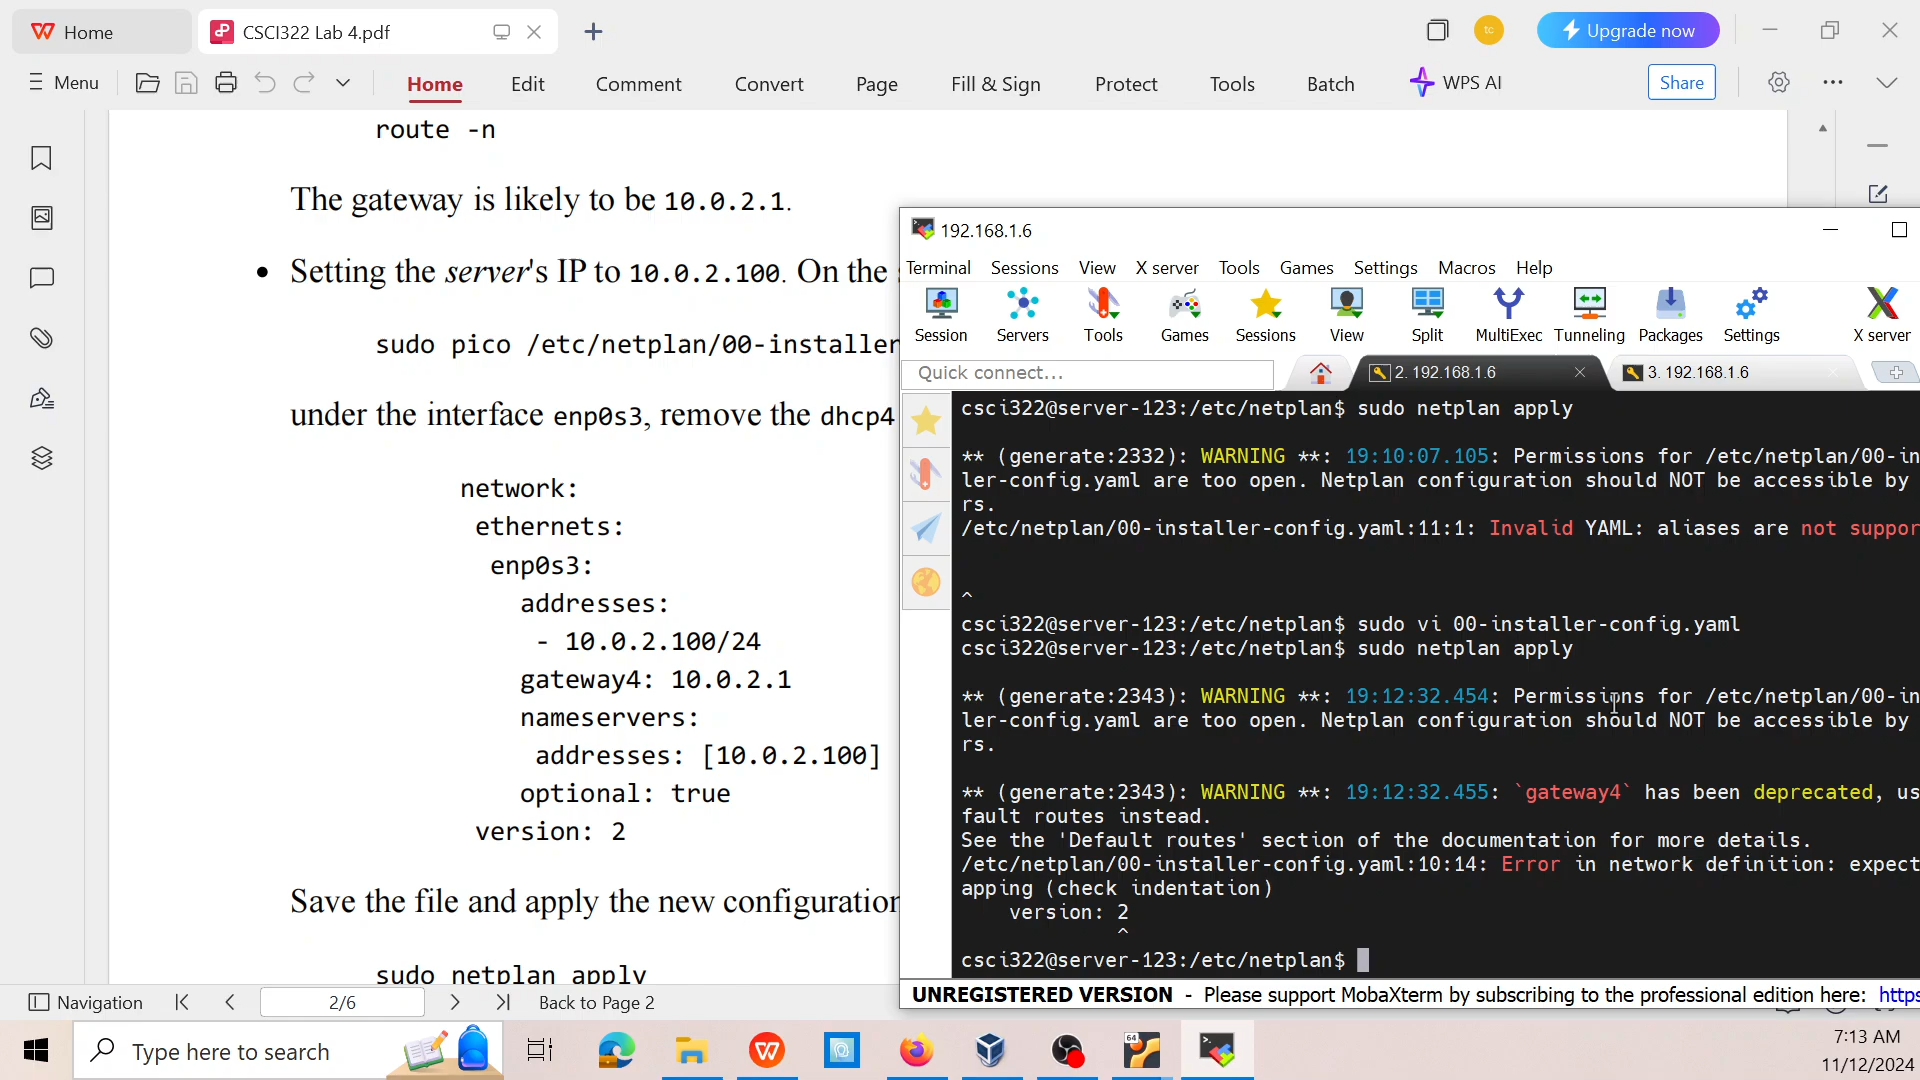 Home
CSCI322 Lab 4.pdf
tc
Upgrade now
Menu
Home
Edit
Comment
Convert
Page
Fill & Sign
Protect
Tools
Batch
WPS AI
Share
route -n
The gateway is likely to be 10.0.2.1.
• Setting the server's IP to 10.0.2.100. On the
sudo pico /etc/netplan/00-installer
under the interface enp0s3, remove the dhcp4
network:
ethernets:
enp0s3:
addresses:
- 10.0.2.100/24
gateway4: 10.0.2.1
nameservers:
addresses: [10.0.2.100]
optional: true
version: 2
Save the file and apply the new configuration
sudo netplan apply
Navigation
2/6
Back to Page 2
192.168.1.6
Terminal Sessions View X server Tools Games Settings Macros Help
Session Servers Tools Games Sessions View Split MultiExec Tunneling Packages Settings X server
Quick connect...
2. 192.168.1.6
3. 192.168.1.6
csci322@server-123:/etc/netplan$ sudo netplan apply
** (generate:2332): WARNING **: 19:10:07.105: Permissions for /etc/netplan/00-in
ler-config.yaml are too open. Netplan configuration should NOT be accessible by
rs.
/etc/netplan/00-installer-config.yaml:11:1: Invalid YAML: aliases are not suppor
^
csci322@server-123:/etc/netplan$ sudo vi 00-installer-config.yaml
csci322@server-123:/etc/netplan$ sudo netplan apply
** (generate:2343): WARNING **: 19:12:32.454: Permissions for /etc/netplan/00-in
ler-config.yaml are too open. Netplan configuration should NOT be accessible by
rs.
** (generate:2343): WARNING **: 19:12:32.455: `gateway4` has been deprecated, us
fault routes instead.
See the 'Default routes' section of the documentation for more details.
/etc/netplan/00-installer-config.yaml:10:14: Error in network definition: expect
apping (check indentation)
version: 2
^
csci322@server-123:/etc/netplan$
UNREGISTERED VERSION - Please support MobaXterm by subscribing to the professional edition here: https
Type here to search
64
7:13 AM
11/12/2024